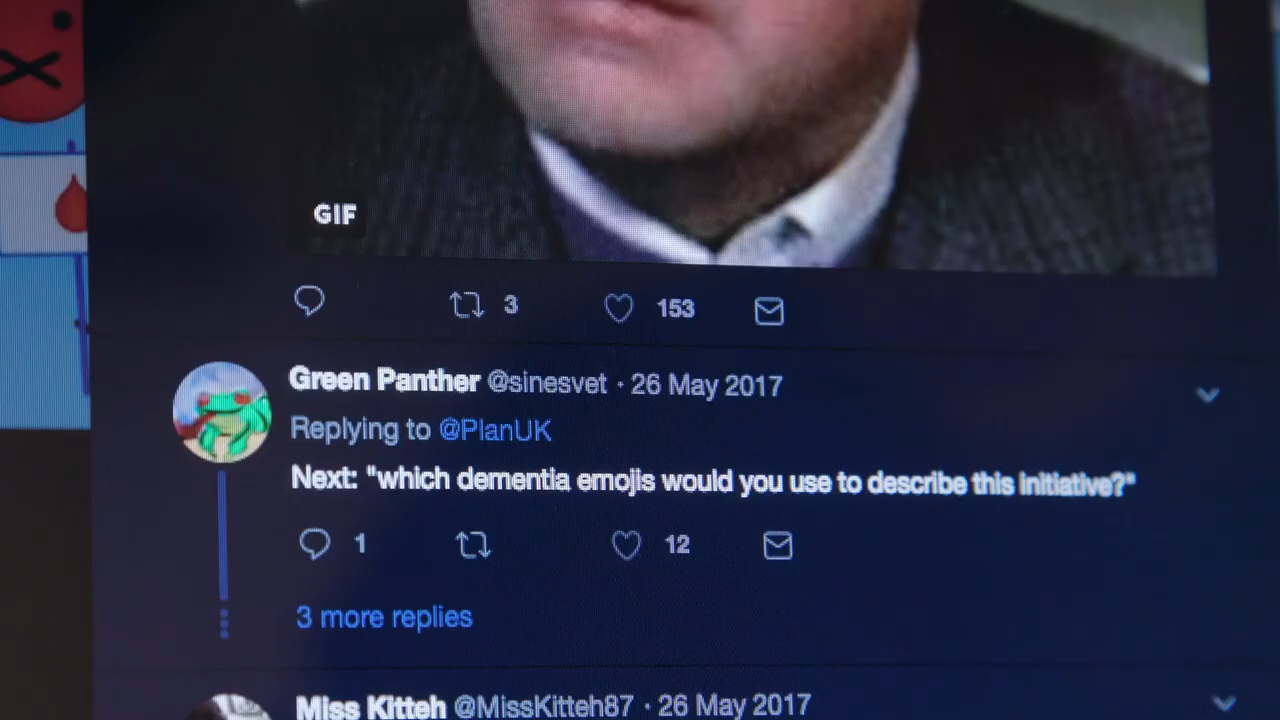 GIF
3 153
Green Panther @sinesvet · 26 May 2017
Replying to @PlanUK
Next: "which dementia emojis would you use to describe this initiative?"
1 12
3 more replies
Miss Kitteh @MissKitteh87 · 26 May 2017